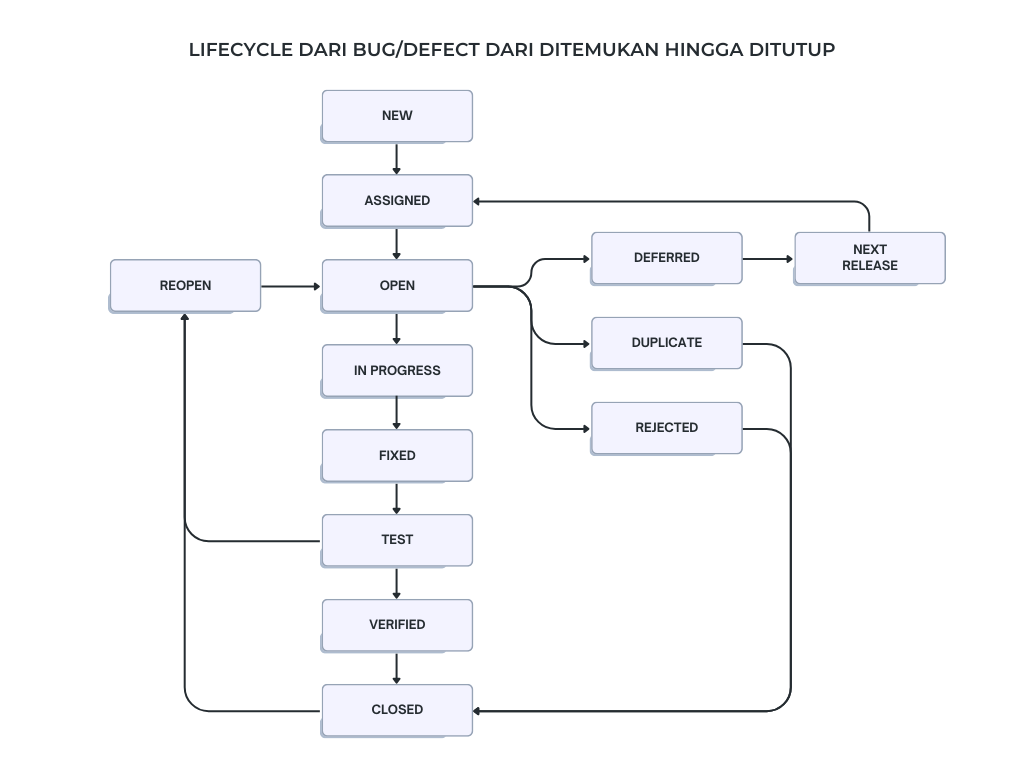 LIFECYCLE DARI BUG/DEFECT DARI DITEMUKAN HINGGA DITUTUP
NEW
ASSIGNED
DEFERRED
NEXT
RELEASE
REOPEN
OPEN
DUPLICATE
IN PROGRESS
REJECTED
FIXED
TEST
VERIFIED
CLOSED